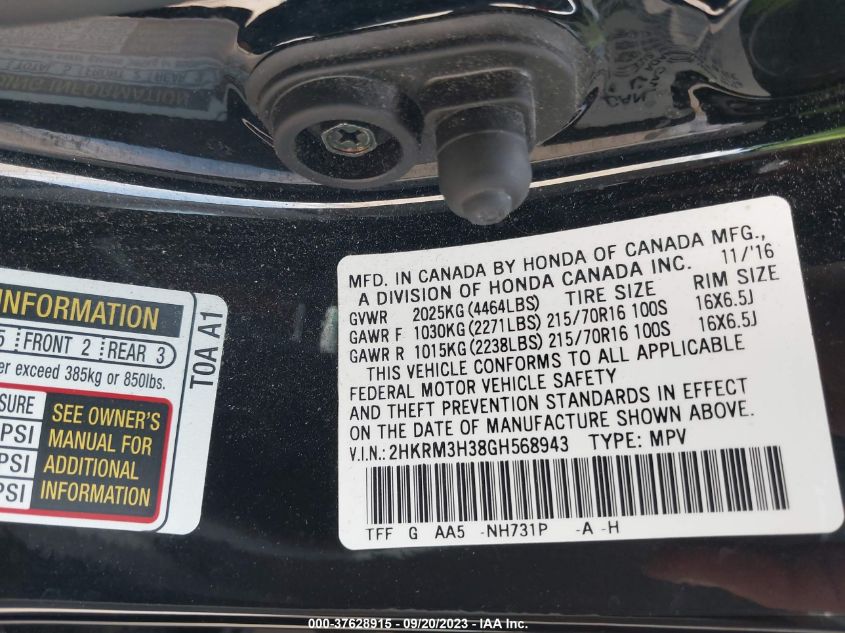 INFORMATION
5 FRONT 2 REAR 3
er exceed 385kg or 850lbs.
SURE
PSI
PSI
PSI
SEE OWNER'S
MANUAL FOR
ADDITIONAL
INFORMATION
T0A A1
MFD. IN CANADA BY HONDA OF CANADA MFG.,
A DIVISION OF HONDA CANADA INC. 11/'16
GVWR 2025KG (4464LBS) TIRE SIZE RIM SIZE
GAWR F 1030KG (2271LBS) 215/70R16 100S 16X6.5J
GAWR R 1015KG (2238LBS) 215/70R16 100S 16X6.5J
THIS VEHICLE CONFORMS TO ALL APPLICABLE
FEDERAL MOTOR VEHICLE SAFETY
AND THEFT PREVENTION STANDARDS IN EFFECT
ON THE DATE OF MANUFACTURE SHOWN ABOVE.
V.I.N.: 2HKRM3H38GH568943 TYPE: MPV
TFF G AA5 -NH731P -A -H
000-37628915 - 09/20/2023 - IAA Inc.